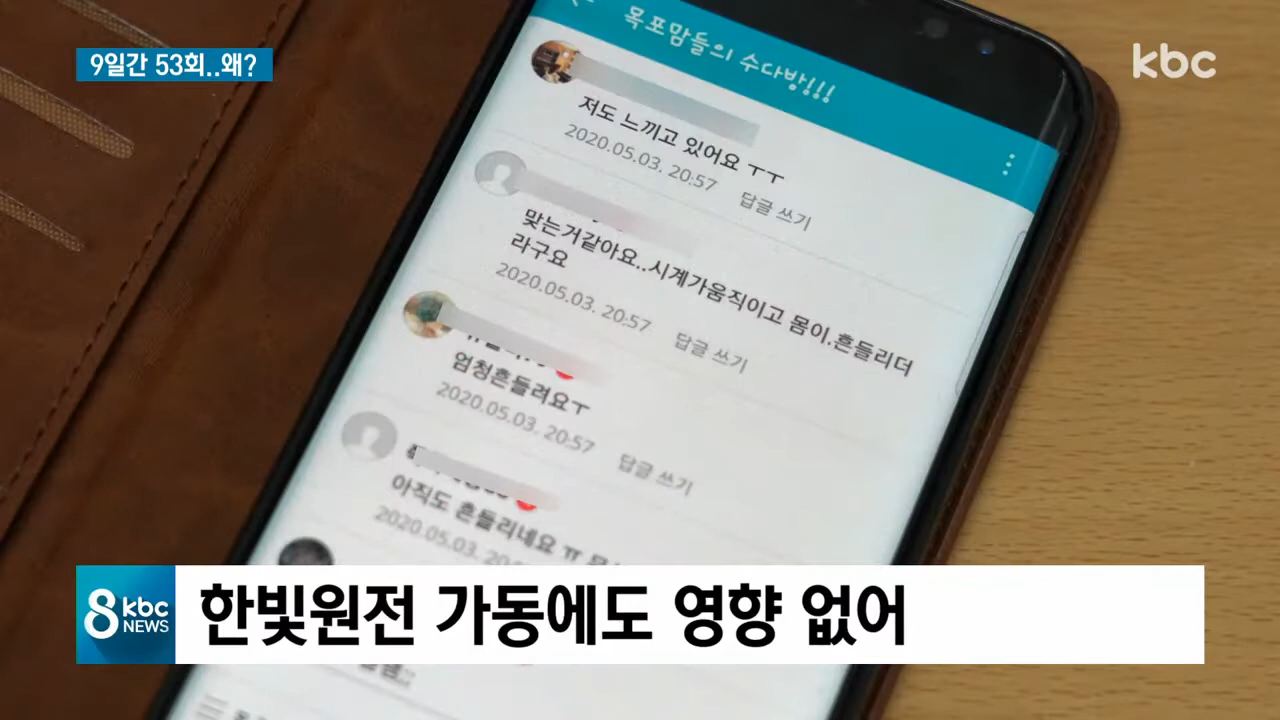 9일간 53회..왜?
kbc
목포맘들의 수다방!!!
저도 느끼고 있어요 ㅜㅜ
2020.05.03. 20:57 답글 쓰기
맞는거같아요..시계가움직이고 몸이.흔들리더
라구요
2020.05.03. 20:57 답글 쓰기
엄청흔들려요ㅜ
2020.05.03. 20:57 답글 쓰기
아직도 흔들리네요 ㅠ
2020.05.03.
8 kbc NEWS
한빛원전 가동에도 영향 없어